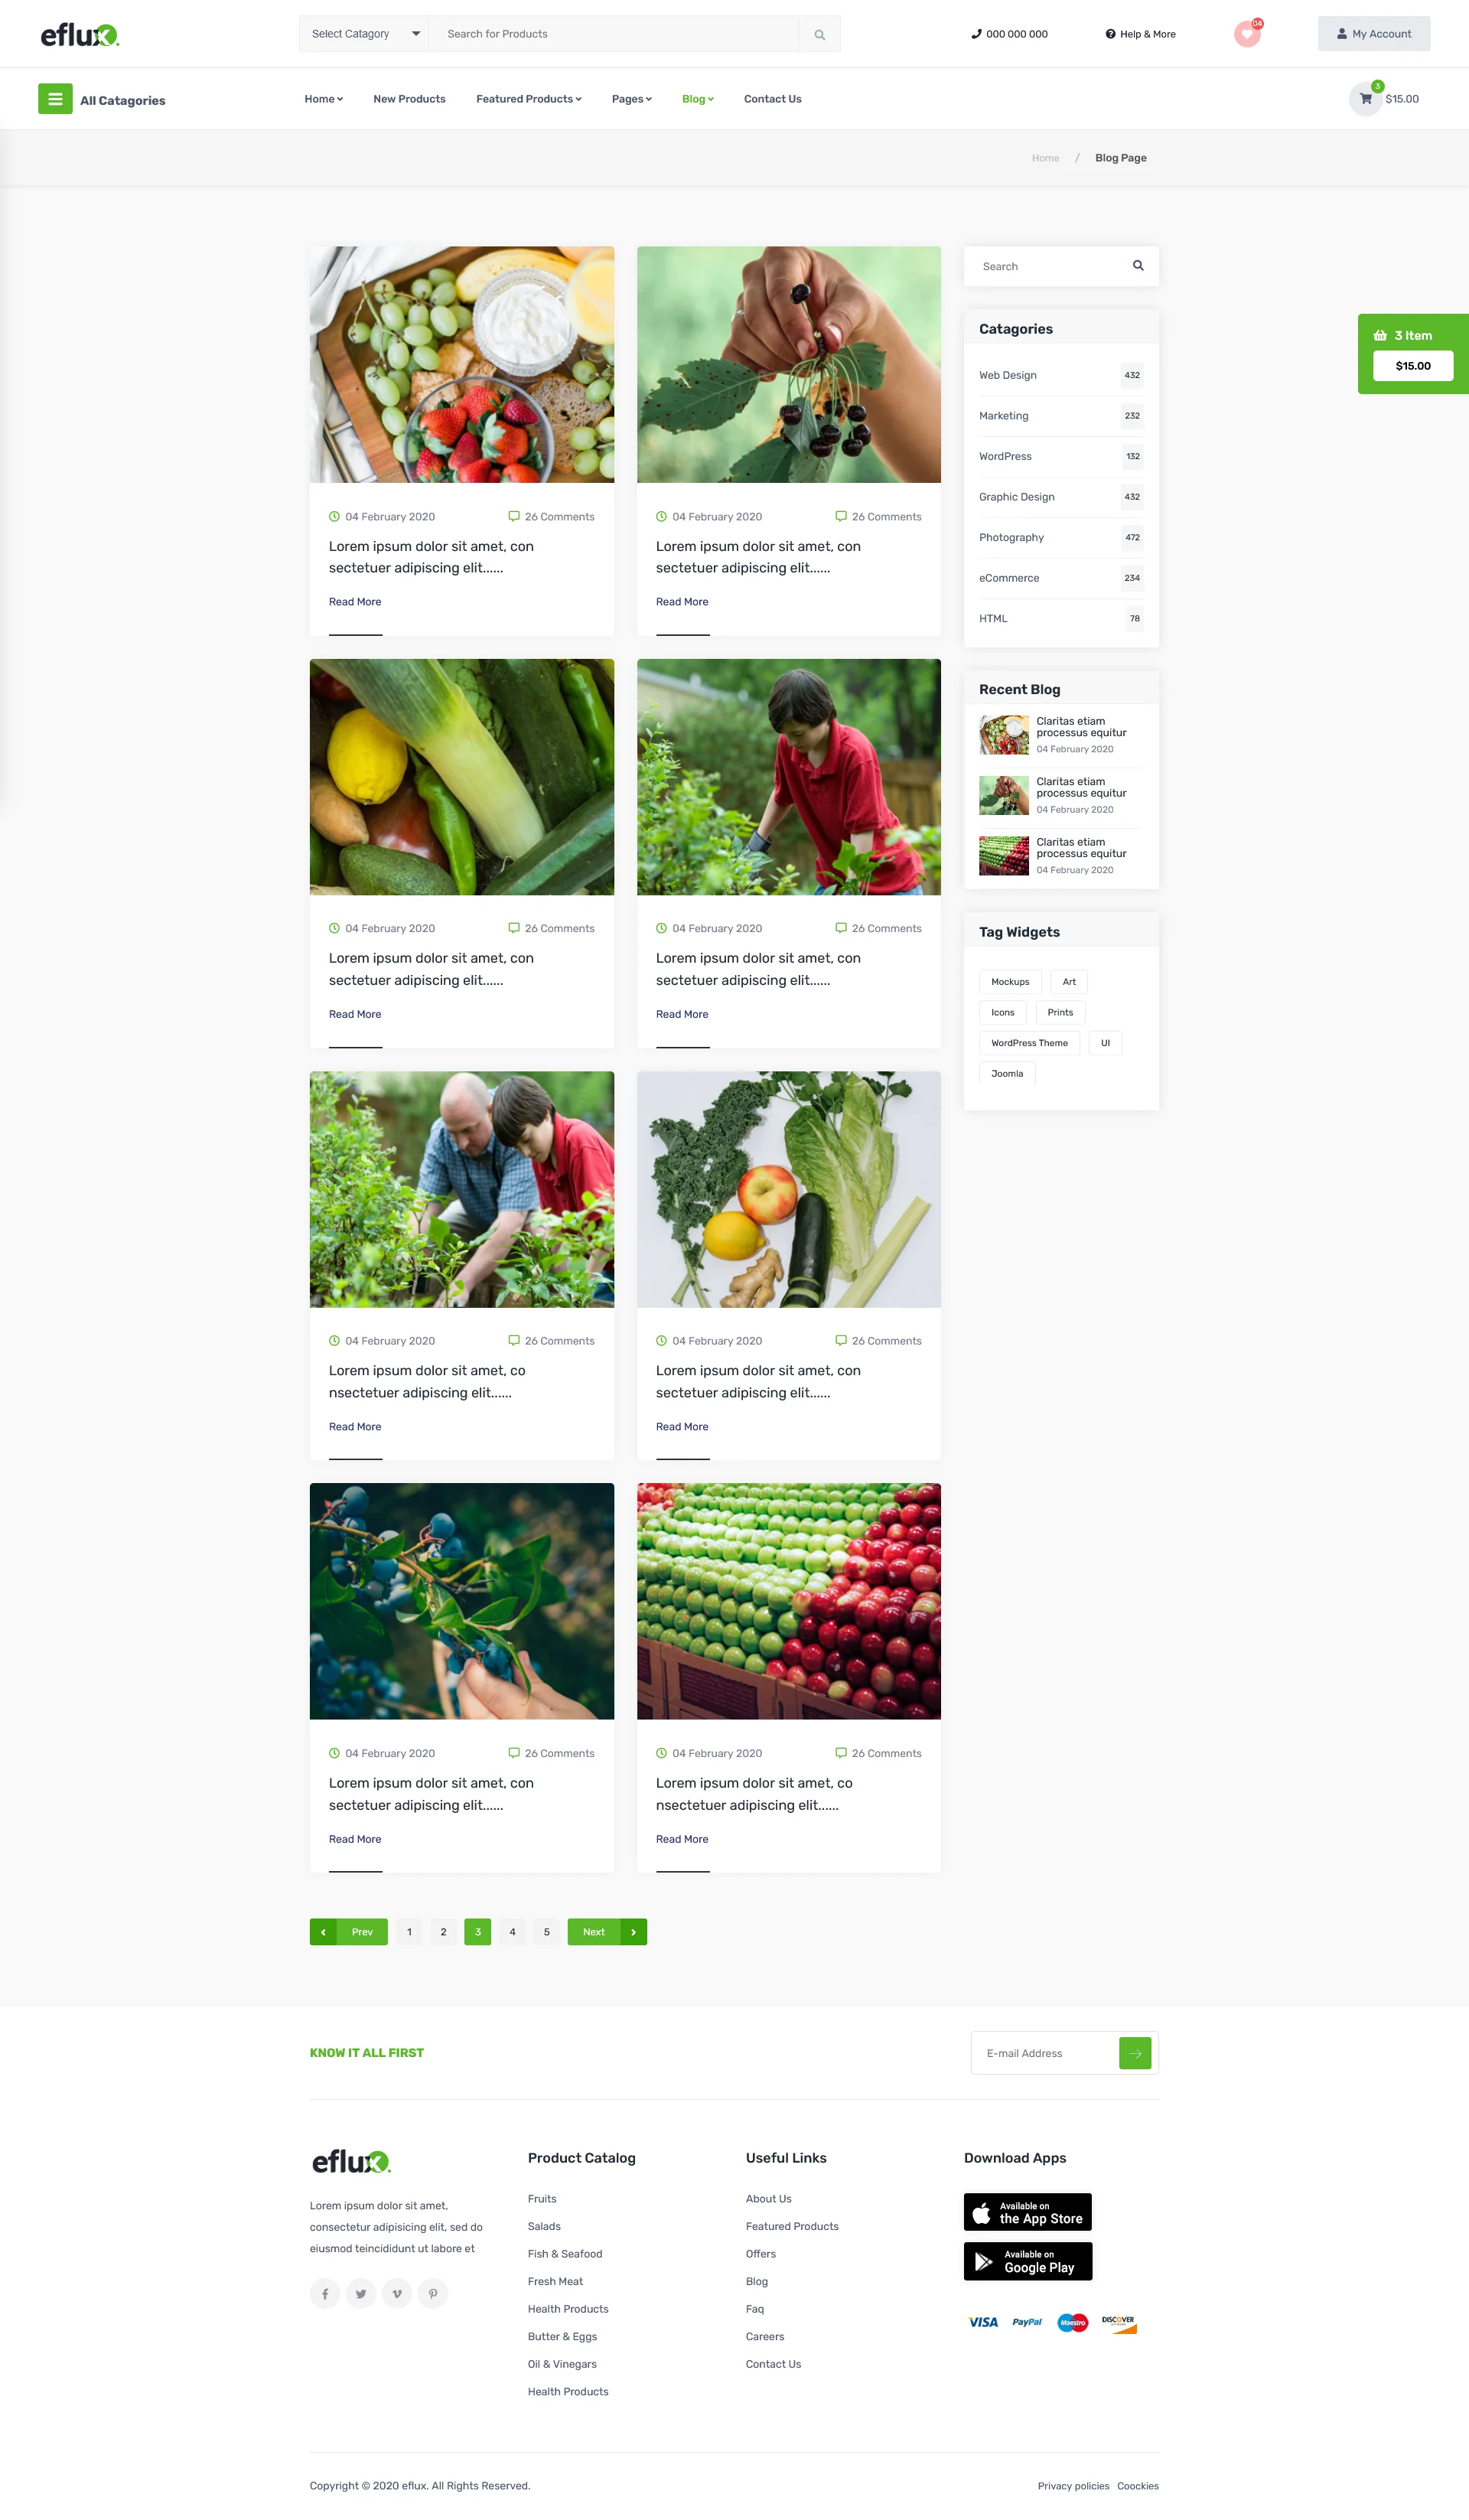 eflux.
Select Catagory
Search for Products
000 000 000
Help & More
04
My Account
All Catagories
Home
New Products
Featured Products
Pages
Blog
Contact Us
3
$15.00
Home / Blog Page
3 Item
$15.00
04 February 2020 26 Comments
Lorem ipsum dolor sit amet, con
sectetuer adipiscing elit......
Read More
04 February 2020 26 Comments
Lorem ipsum dolor sit amet, con
sectetuer adipiscing elit......
Read More
04 February 2020 26 Comments
Lorem ipsum dolor sit amet, con
sectetuer adipiscing elit......
Read More
04 February 2020 26 Comments
Lorem ipsum dolor sit amet, con
sectetuer adipiscing elit......
Read More
04 February 2020 26 Comments
Lorem ipsum dolor sit amet, co
nsectetuer adipiscing elit......
Read More
04 February 2020 26 Comments
Lorem ipsum dolor sit amet, con
sectetuer adipiscing elit......
Read More
04 February 2020 26 Comments
Lorem ipsum dolor sit amet, con
sectetuer adipiscing elit......
Read More
04 February 2020 26 Comments
Lorem ipsum dolor sit amet, co
nsectetuer adipiscing elit......
Read More
Prev 1 2 3 4 5 Next
Search
Catagories
Web Design 432
Marketing 232
WordPress 132
Graphic Design 432
Photography 472
eCommerce 234
HTML 78
Recent Blog
Claritas etiam
processus equitur
04 February 2020
Claritas etiam
processus equitur
04 February 2020
Claritas etiam
processus equitur
04 February 2020
Tag Widgets
Mockups Art
Icons Prints
WordPress Theme UI
Joomla
KNOW IT ALL FIRST
E-mail Address
eflux.
Lorem ipsum dolor sit amet,
consectetur adipisicing elit, sed do
eiusmod teincididunt ut labore et
Product Catalog
Fruits
Salads
Fish & Seafood
Fresh Meat
Health Products
Butter & Eggs
Oil & Vinegars
Health Products
Useful Links
About Us
Featured Products
Offers
Blog
Faq
Careers
Contact Us
Download Apps
Available on
the App Store
Available on
Google Play
VISA PayPal Maestro DISCOVER
Copyright © 2020 eflux. All Rights Reserved.
Privacy policies Coockies